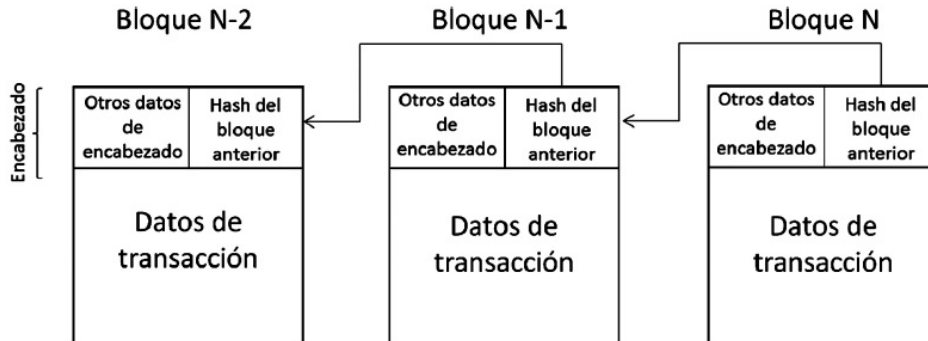 Bloque N-2
Bloque N-1
Bloque N
Encabezado
Otros datos
de
encabezado
Hash del
bloque
anterior
Otros datos
de
encabezado
Hash del
bloque
anterior
Otros datos
de
encabezado
Hash del
bloque
anterior
Datos de
transacción
Datos de
transacción
Datos de
transacción